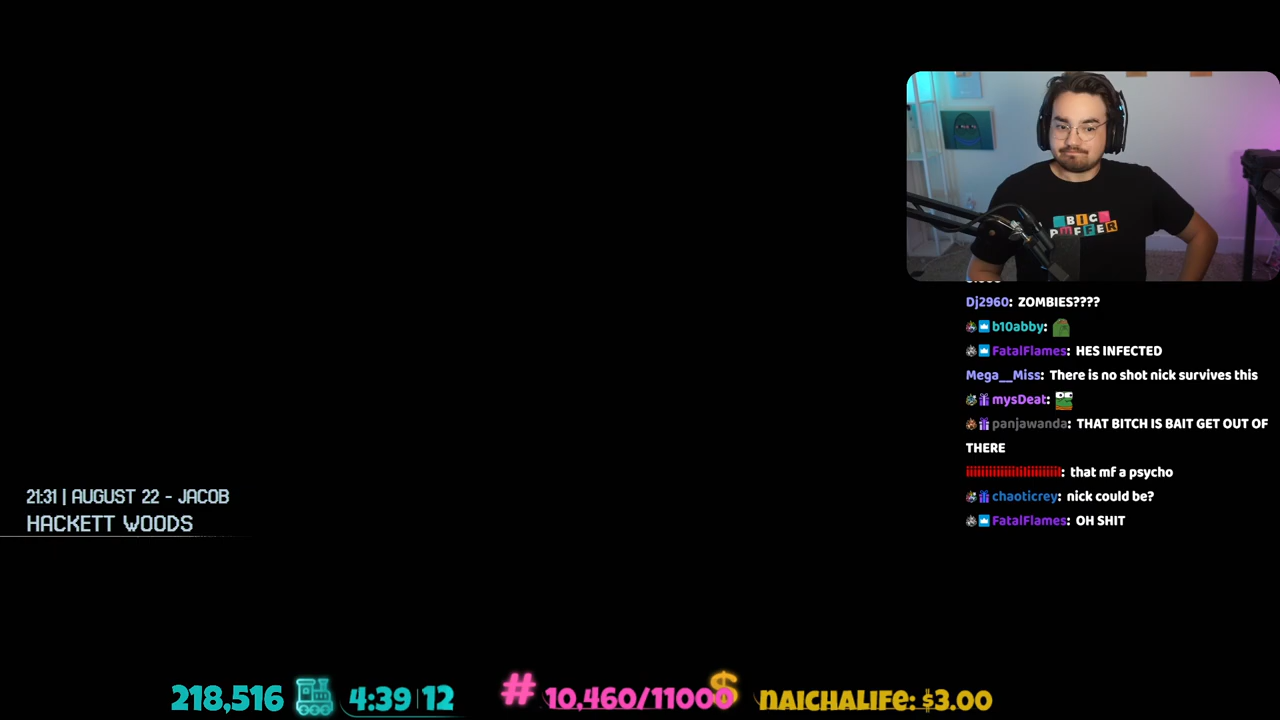 BIG
PUFFER
Dj2960: ZOMBIES????
b10abby:
FatalFlames: HES INFECTED
Mega__Miss: There is no shot nick survives this
mysDeat:
panjawanda: THAT BITCH IS BAIT GET OUT OF
THERE
: that mf a psycho
chaoticrey: nick could be?
FatalFlames: OH SHIT
21:31 | AUGUST 22 - JACOB
HACKETT WOODS
218,516 4:39 | 12 # 10,460/11000 $ NAICHALIFE: $3.00